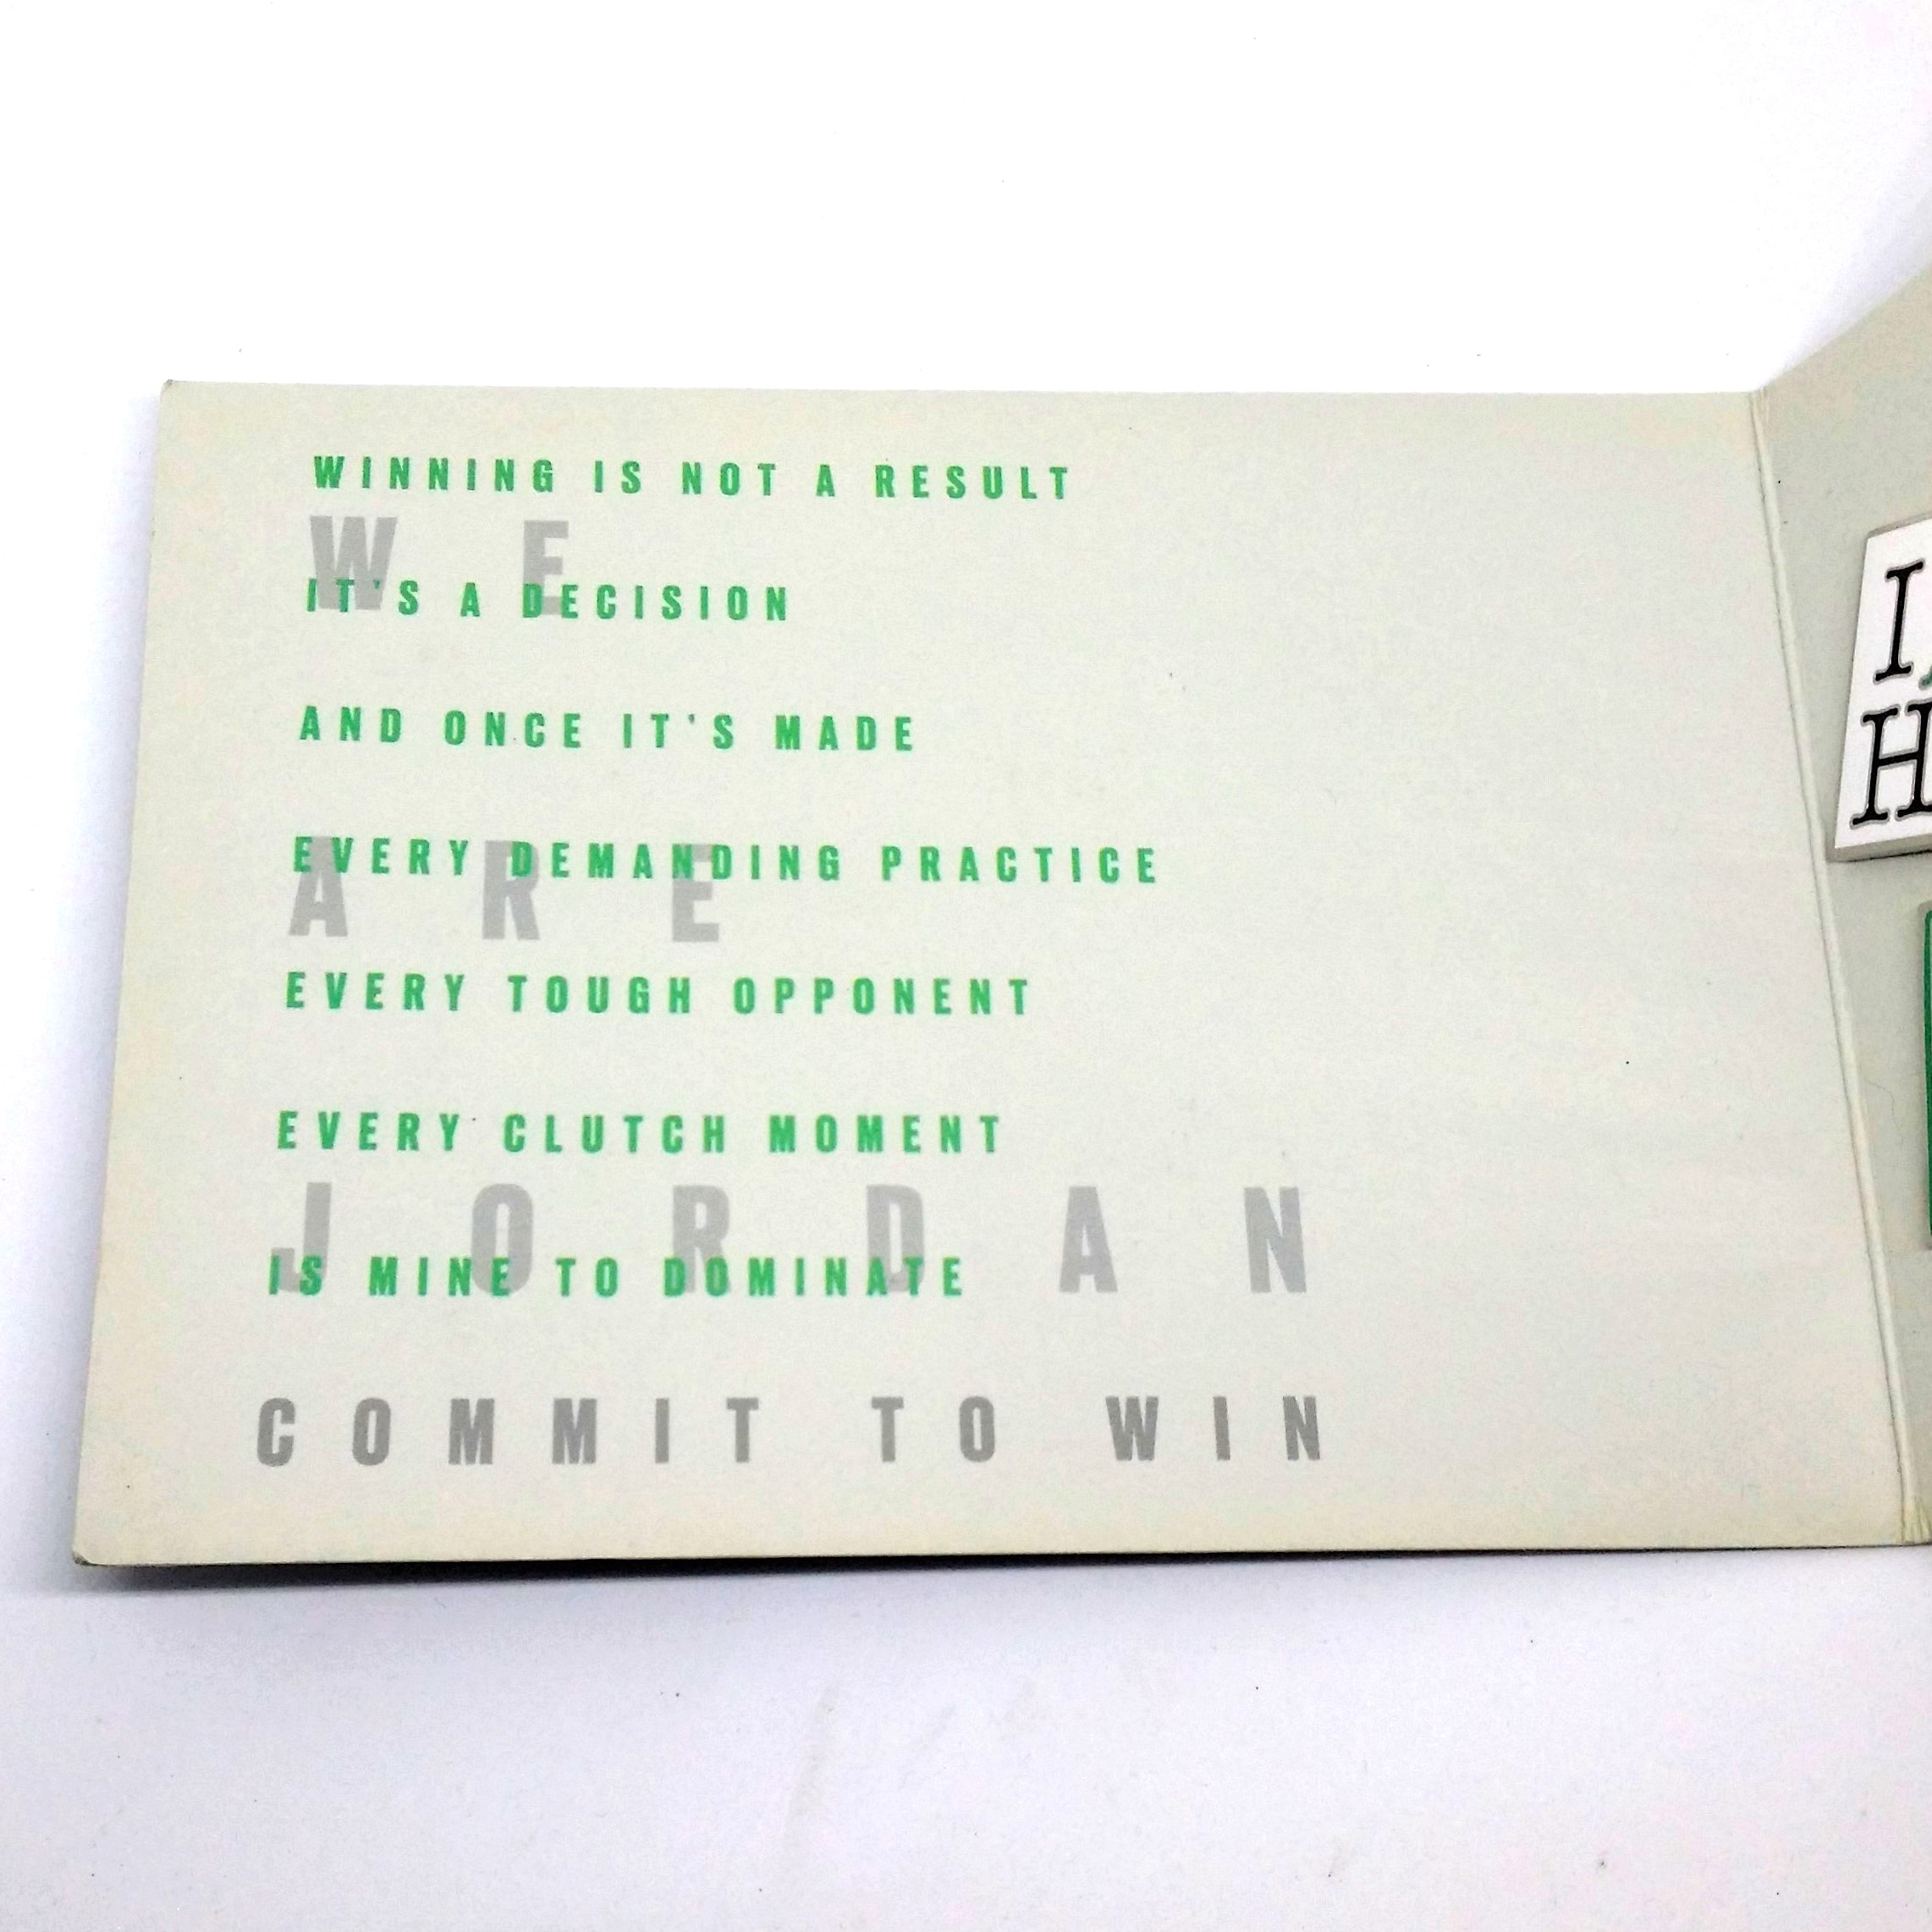 WINNING IS NOT A RESULT
WE
IT'S A DECISION
AND ONCE IT'S MADE
EVERY DEMANDING PRACTICE
ARE
EVERY TOUGH OPPONENT
EVERY CLUTCH MOMENT
JORDAN
IS MINE TO DOMINATE
COMMIT TO WIN
I
H